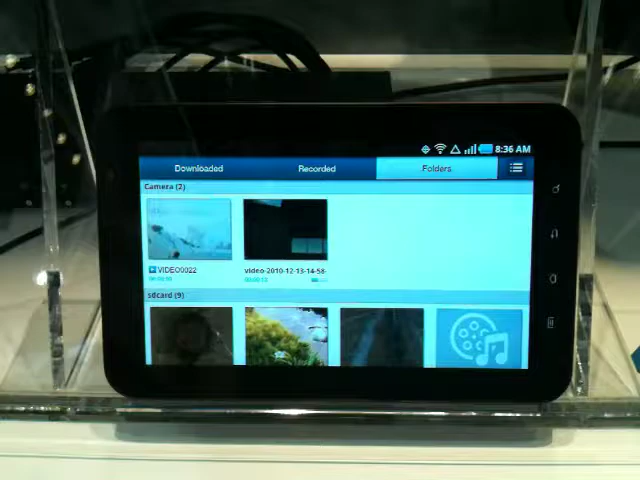 8:36 AM
Downloaded Recorded Folders
Camera (2)
VIDEO0022 video-2010-12-13-14-58-
sdcard (9)